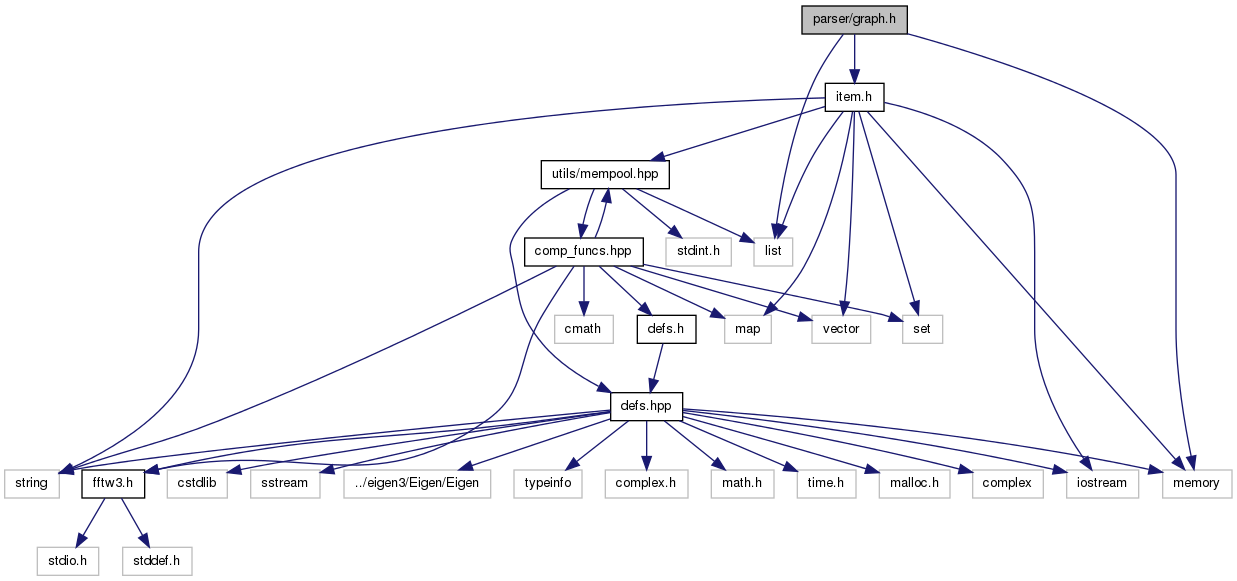 parser/graph.h
item.h
utils/mempool.hpp
comp_funcs.hpp
stdint.h
list
cmath
defs.h
map
vector
set
defs.hpp
string
fftw3.h
cstdlib
sstream
../eigen3/Eigen/Eigen
typeinfo
complex.h
math.h
time.h
malloc.h
complex
iostream
memory
stdio.h
stddef.h